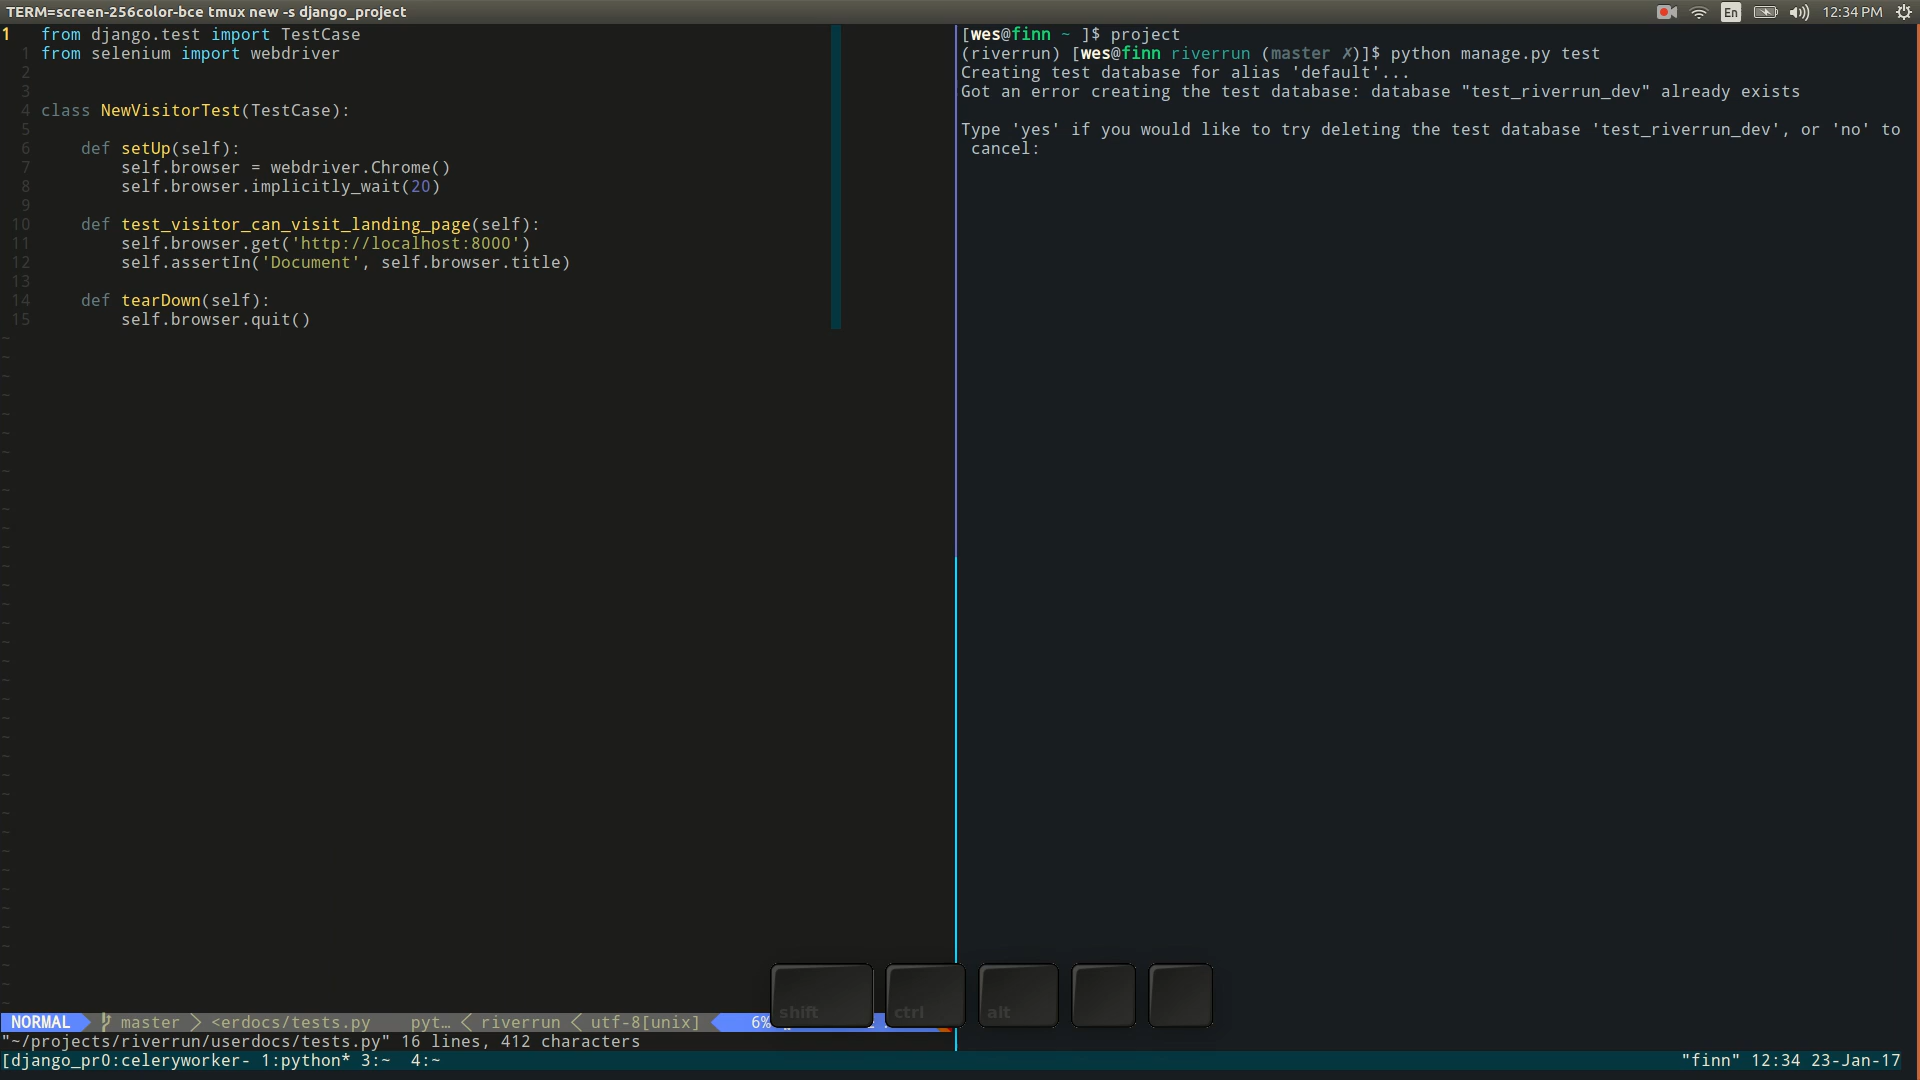 TERM=screen-256color-bce tmux new -s django_project
En
12:34 PM
1 from django.test import TestCase
1 from selenium import webdriver
2
3
4 class NewVisitorTest(TestCase):
5
6 def setUp(self):
7 self.browser = webdriver.Chrome()
8 self.browser.implicitly_wait(20)
9
10 def test_visitor_can_visit_landing_page(self):
11 self.browser.get('http://localhost:8000')
12 self.assertIn('Document', self.browser.title)
13
14 def tearDown(self):
15 self.browser.quit()
[wes@finn ~ ]$ project
(riverrun) [wes@finn riverrun (master ✗)]$ python manage.py test
Creating test database for alias 'default'...
Got an error creating the test database: database "test_riverrun_dev" already exists
Type 'yes' if you would like to try deleting the test database 'test_riverrun_dev', or 'no' to
cancel:
shift
ctrl
alt
NORMAL master <erdocs/tests.py pyt… riverrun utf-8[unix] 6%
"~/projects/riverrun/userdocs/tests.py" 16 lines, 412 characters
[django_pr0:celeryworker- 1:python* 3:~ 4:~
"finn" 12:34 23-Jan-17